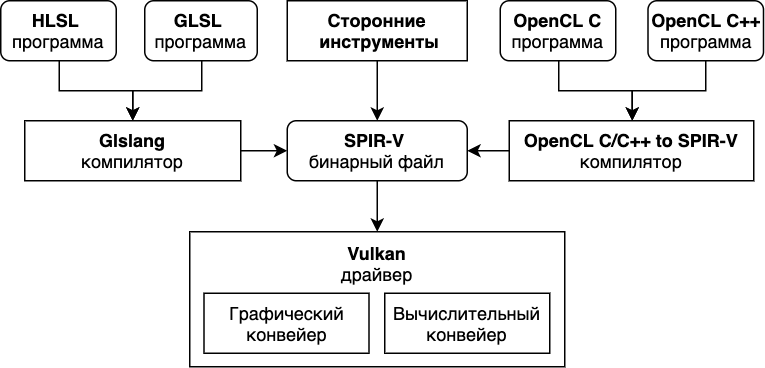 HLSL
программа
GLSL
программа
Сторонние
инструменты
OpenCL C
программа
OpenCL C++
программа
Glslang
компилятор
SPIR-V
бинарный файл
OpenCL C/C++ to SPIR-V
компилятор
Vulkan
драйвер
Графический
конвейер
Вычислительный
конвейер